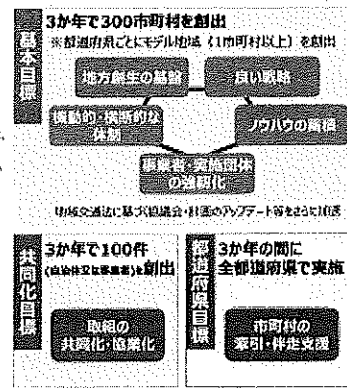 基本目標
3か年で300市町村を創出
※都道府県ごとにモデル地域(1市町村以上)を創出
地方創生の基盤
良い戦略
機動的・横断的な
体制
ノウハウの蓄積
事業者・実施団体
の強靭化
地域交通法に基づく協議会・計画のアップデート等をさらに加速
共同化目標
3か年で100件
(自治体又は事業者)を創出
取組の
共同化・協業化
都道府県目標
3か年の間に
全都道府県で実施
市町村の
牽引・伴走支援